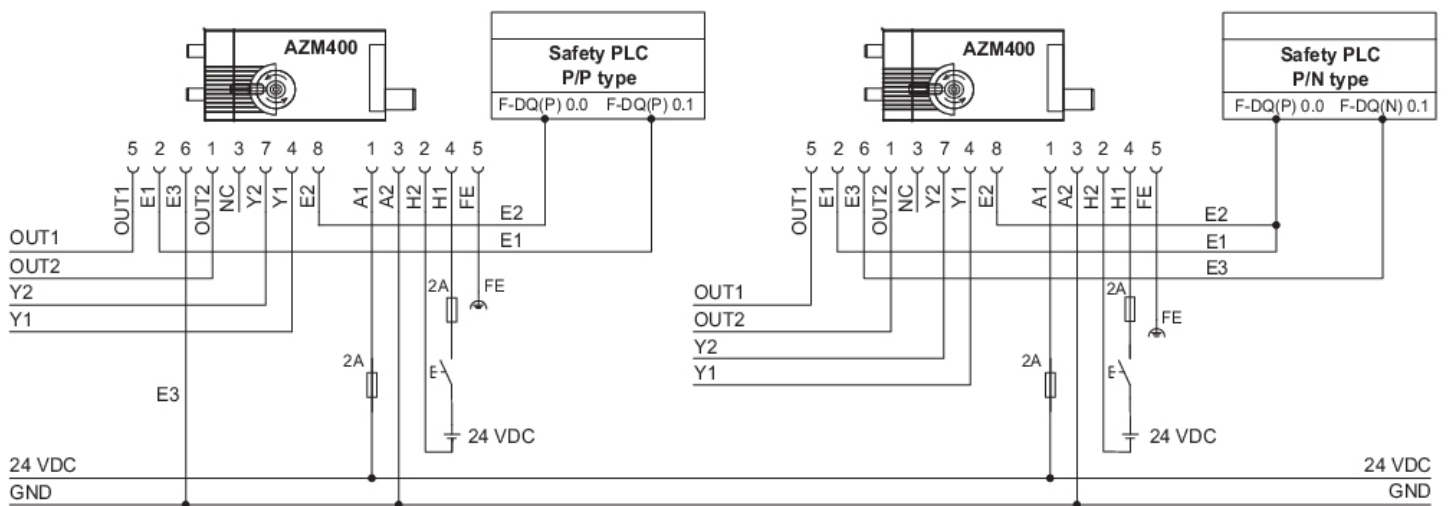 AZM400
Safety PLC
P/P type
F-DQ(P) 0.0 F-DQ(P) 0.1
AZM400
Safety PLC
P/N type
F-DQ(P) 0.0 F-DQ(N) 0.1
5 2 6 1 3 7 4 8 1 3 2 4 5
5 2 6 1 3 7 4 8 1 3 2 4 5
OUT1
E1
E3
OUT2
NC
Y2
Y1
E2
A1
A2
H2
H1
FE
OUT1
E1
E3
OUT2
NC
Y2
Y1
E2
A1
A2
H2
H1
FE
E2
E1
E2
E1
E3
OUT1
OUT2
Y2
Y1
2A
FE
2A
E3
24 VDC
OUT1
OUT2
Y2
Y1
2A
FE
2A
24 VDC
24 VDC
24 VDC
GND
GND